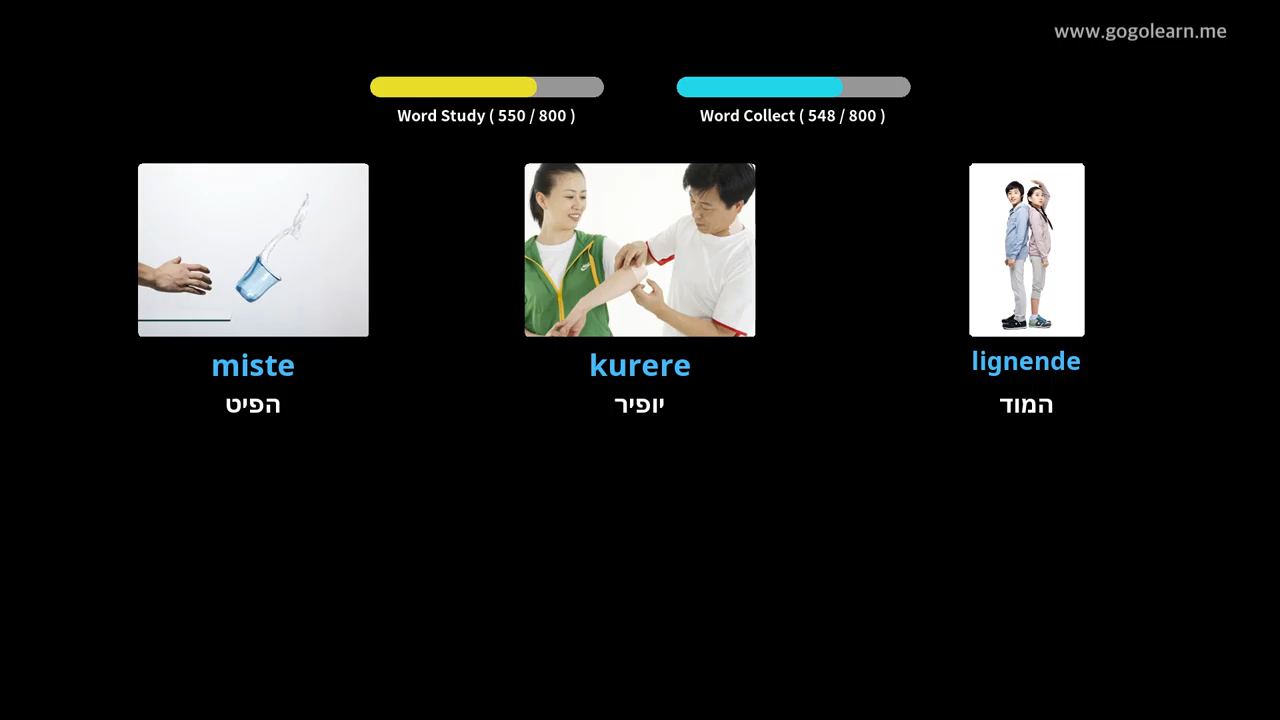 www.gogolearn.me
Word Study ( 550 / 800 )
Word Collect ( 548 / 800 )
miste
הפיט
kurere
יופיר
lignende
המוד